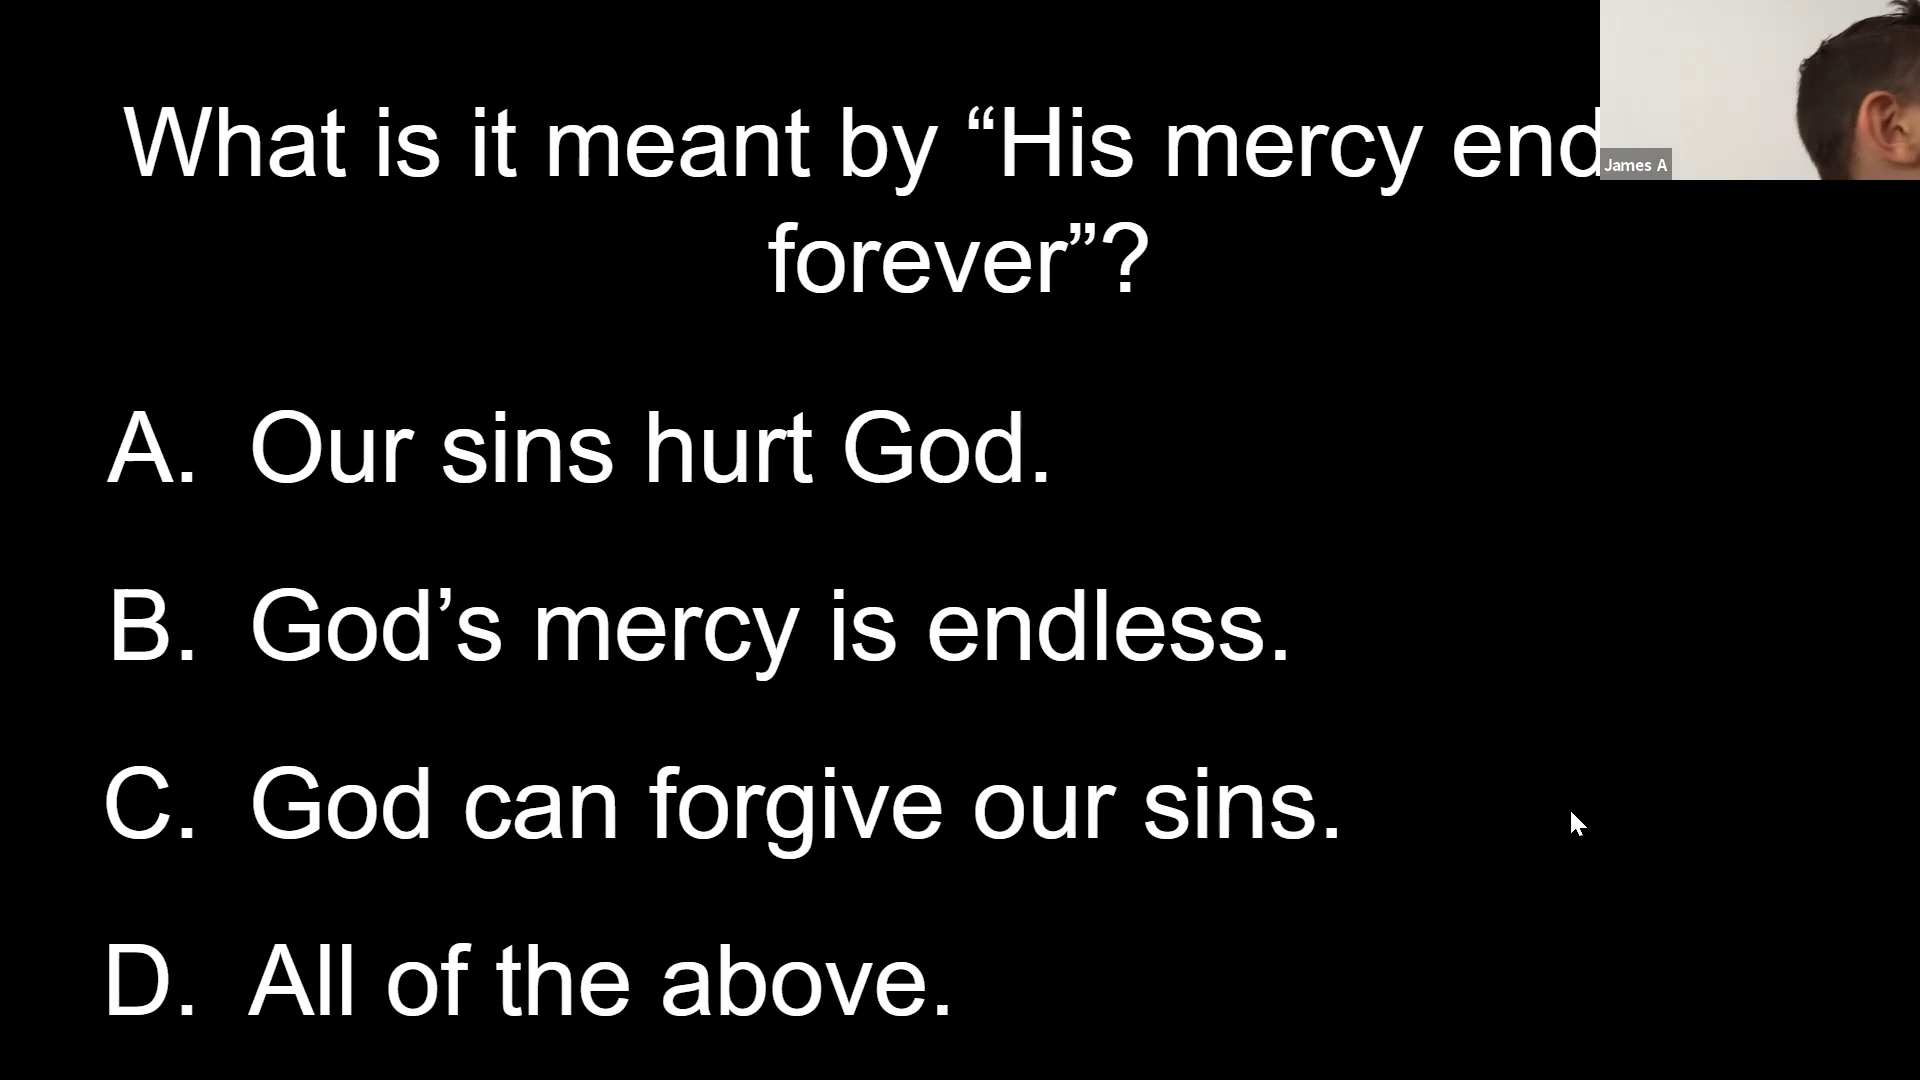 What is it meant by “His mercy end
forever”?
A. Our sins hurt God.
B. God’s mercy is endless.
C. God can forgive our sins.
D. All of the above.
James A